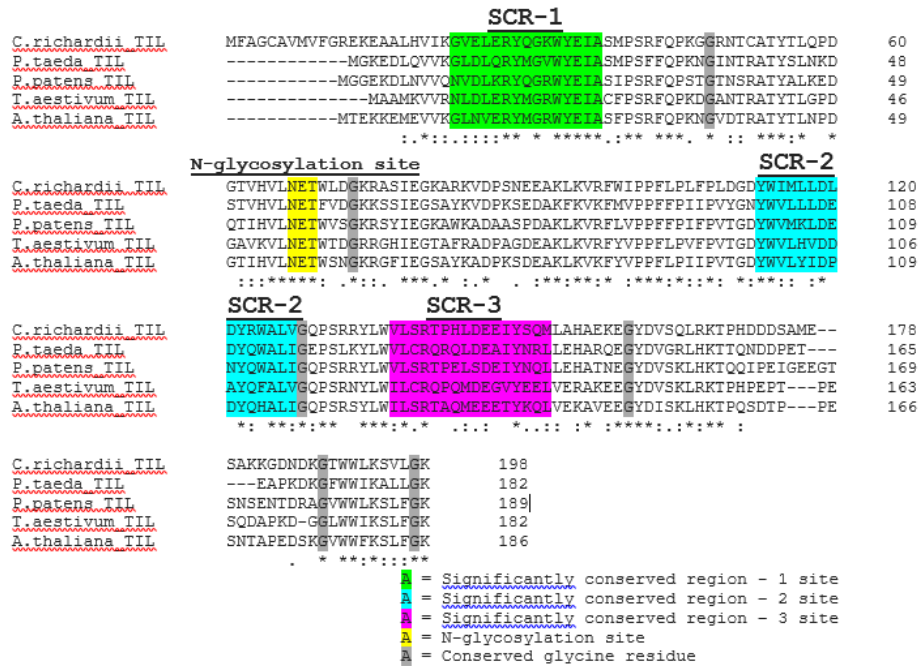 SCR-1
C.richardii_TIL MFAGCAVMVFGREKEAALHVIKGVELERYQGKWYEIASMPSRFQPKGGRNTCATYTLQPD 60
P.taeda_TIL ------------MGKEDLQVVKGLDLQRYMGVWYEIASMPSFFQPKNGINTRATYSLNKD 48
P.patens_TIL -----------MGGEKDLNVVQNVDLKRYQGRWYEIASIPSRFQPSTGTNSRATYALKED 49
T.aestivum_TIL --------------MAAMKVVRNLDLERYMGRWYEIACFPSRFQPKDGANTRATYTLGPD 46
A.thaliana_TIL -----------MTEKKEMEVVKGLNVERYMGRWYEIASFPSRFQPKNGVDTRATYTLNPD 49
:.*::.::::** * *****.:** ***. * :: ***:* *
N-glycosylation site SCR-2
C.richardii_TIL GTVHVLNETWLDGKRASIEGKARKVDPSNEEAKLKVRFWIPPFLPLFPLDGDYWIMLLDL 120
P.taeda_TIL STVHVLNETFVDGKKSSIEGSAYKVDPKSEDAKFKVKFMVPPFFPIIPVYGNYWVLLLDE 108
P.patens_TIL QTIHVLNETWVSGKRSYIEGKAWKADAASPDAKLKVRFLVPPFFPIFPVTGDYWVMKLDE 109
T.aestivum_TIL GAVKVLNETWTDGRRGHIEGTAFRADPAGDEAKLKVRFYVPPFLPVFPVTGDYWVLHVDD 106
A.thaliana_TIL GTIHVLNETWSNGKRGFIEGSAYKADPKSDEAKLKVKFYVPPFLPIIPVTGDYWVLYIDP 109
:::*****: .*::. ***.* :.* . :**:**:* :***:*::*: *:**:: :*
SCR-2 SCR-3
C.richardii_TIL DYRWALVGQPSRRYLWVLSRTPHLDEEIYSQMLAHAEKEGYDVSQLRKTPHDDDSAME-- 178
P.taeda_TIL DYQWALIGEPSLKYLWVLCRQRQLDEAIYNRLLEHARQEGYDVGRLHKTTQNDDPET--- 165
P.patens_TIL NYQWALIGQPSRRYLWVLSRTPELSDEIYNQLLEHATNEGYDVSKLHKTQQIPEIGEEGT 169
T.aestivum_TIL AYQFALVGQPSRNYLWILCRQPQMDEGVYEELVERAKEEGYDVSKLRKTPHPEPT---PE 163
A.thaliana_TIL DYQHALIGQPSRSYLWILSRTAQMEEETYKQLVEKAVEEGYDISKLHKTPQSDTP---PE 166
*: **:*:** ***:*.* .:.: *..:: :* :****:.:*:** :
C.richardii_TIL SAKKGDNDKGTWWLKSVLGK 198
P.taeda_TIL ---EAPKDKGFWWIKALLGK 182
P.patens_TIL SNSENTDRAGVWWLKSLFGK 189
T.aestivum_TIL SQDAPKD-GGLWWIKSLFGK 182
A.thaliana_TIL SNTAPEDSKGVWWFKSLFGK 186
. * **:*:::**
A = Significantly conserved region - 1 site
A = Significantly conserved region - 2 site
A = Significantly conserved region - 3 site
A = N-glycosylation site
A = Conserved glycine residue